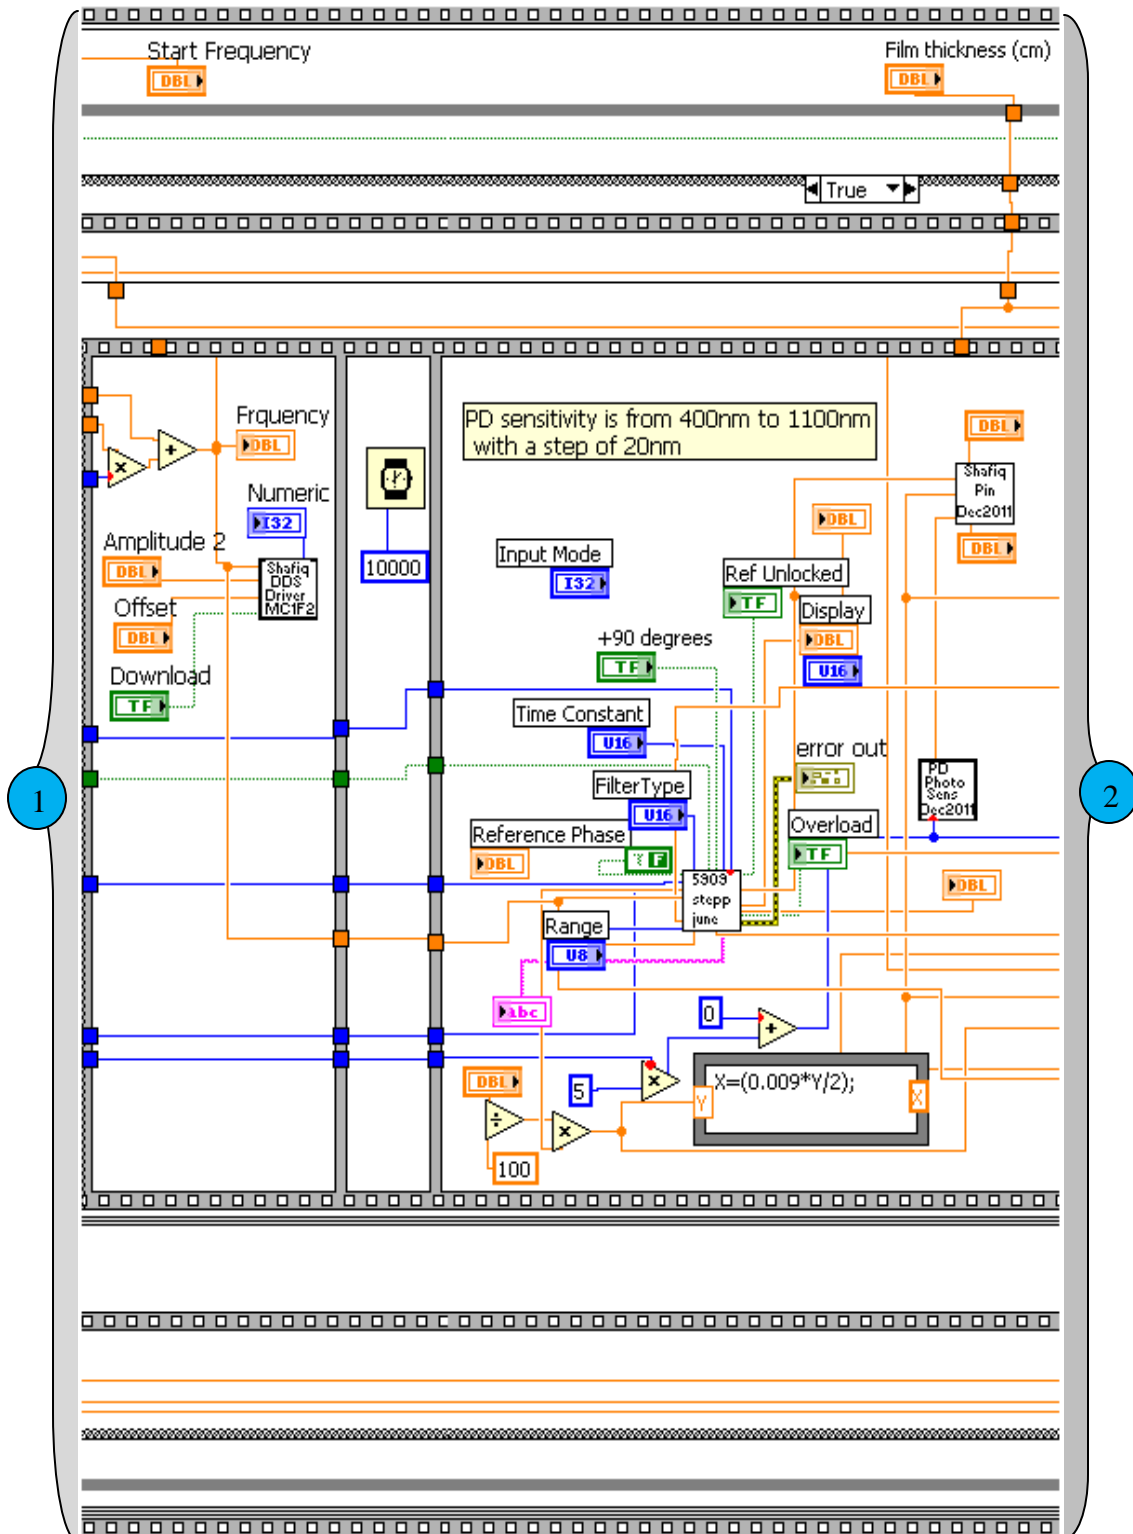 Start Frequency
DBL
Film thickness (cm)
DBL
True
Frquency
DBL
Numeric
I32
Amplitude 2
DBL
Shafiq
DDS
Driver
MC1F2
Offset
DBL
Download
TF
10000
PD sensitivity is from 400nm to 1100nm
with a step of 20nm
DBL
Shafiq
Pin
Dec2011
DBL
DBL
Input Mode
I32
Ref Unlocked
TF
Display
DBL
U16
+90 degrees
TF
Time Constant
U16
error out
PD
Photo
Sens
Dec2011
FilterType
U16
Overload
TF
Reference Phase
DBL
F
5909
stepp
june
DBL
Range
U8
abc
0
+
DBL
5
×
X=(0.009*Y/2);
Y
X
÷
×
100
×
+
1
2